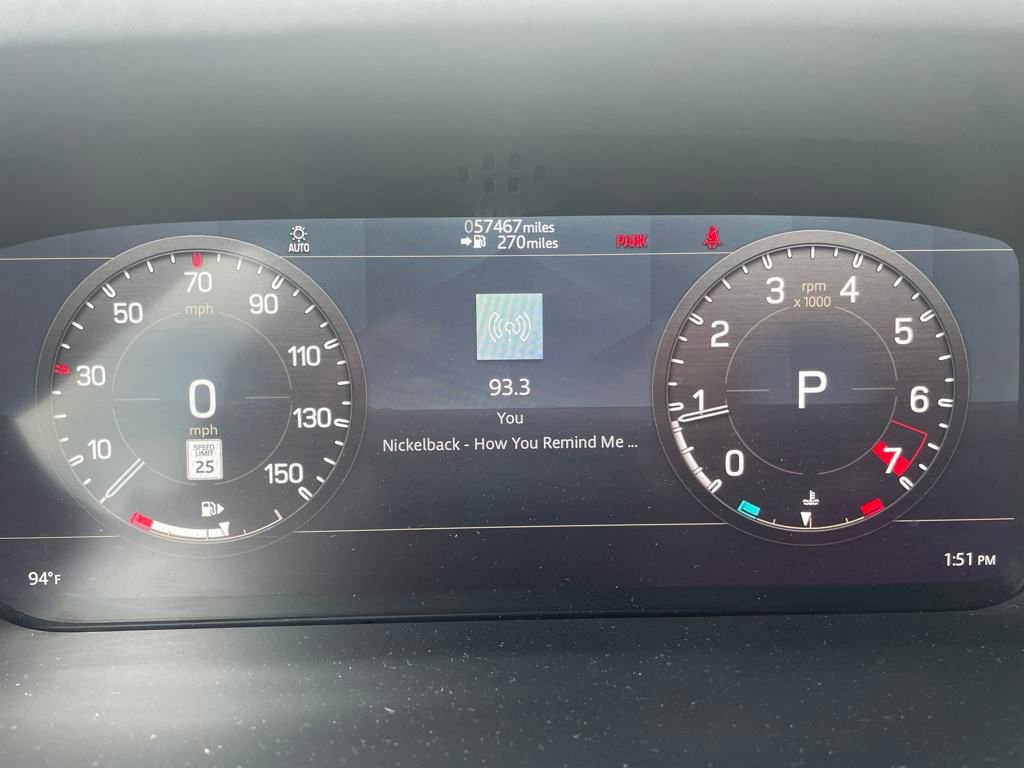 AUTO
057467 miles
270 miles
PARK
10
30
50
70
90
110
130
150
mph
0
mph
SPEED
LIMIT
25
93.3
You
Nickelback - How You Remind Me ...
0
1
2
3
4
5
6
7
rpm
x 1000
P
94°F
1:51 PM